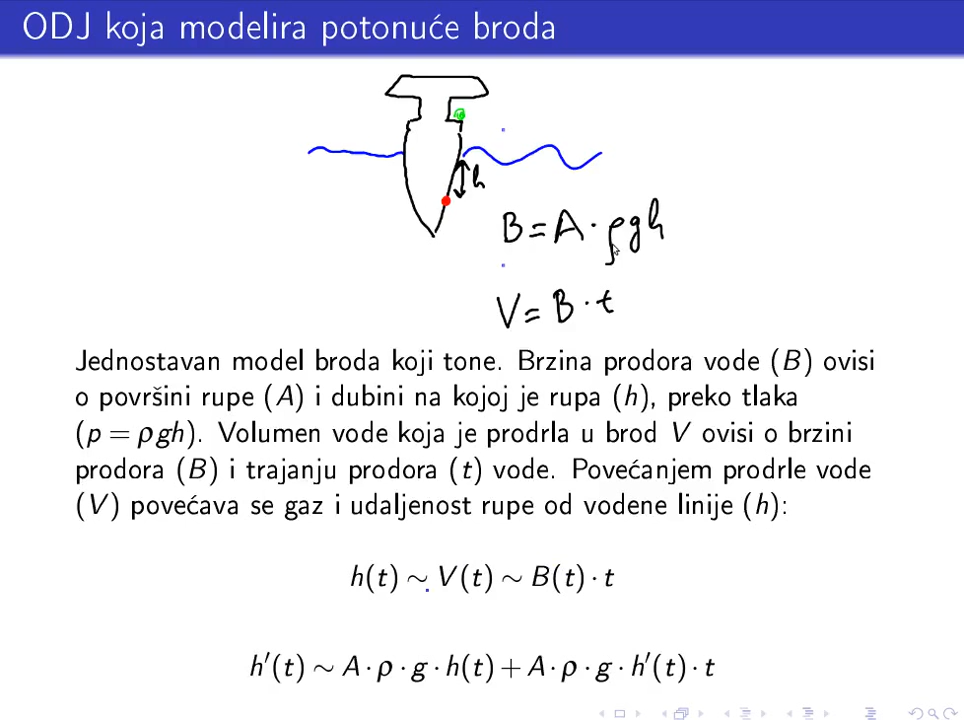 ODJ koja modelira potonuće broda
h
B = A · ρgh
V = B · t
Jednostavan model broda koji tone. Brzina prodora vode (B) ovisi
o površini rupe (A) i dubini na kojoj je rupa (h), preko tlaka
(p = ρgh). Volumen vode koja je prodrla u brod V ovisi o brzini
prodora (B) i trajanju prodora (t) vode. Povećanjem prodrle vode
(V) povećava se gaz i udaljenost rupe od vodene linije (h):
h(t) ∼ V(t) ∼ B(t) · t
h′(t) ∼ A · ρ · g · h(t) + A · ρ · g · h′(t) · t